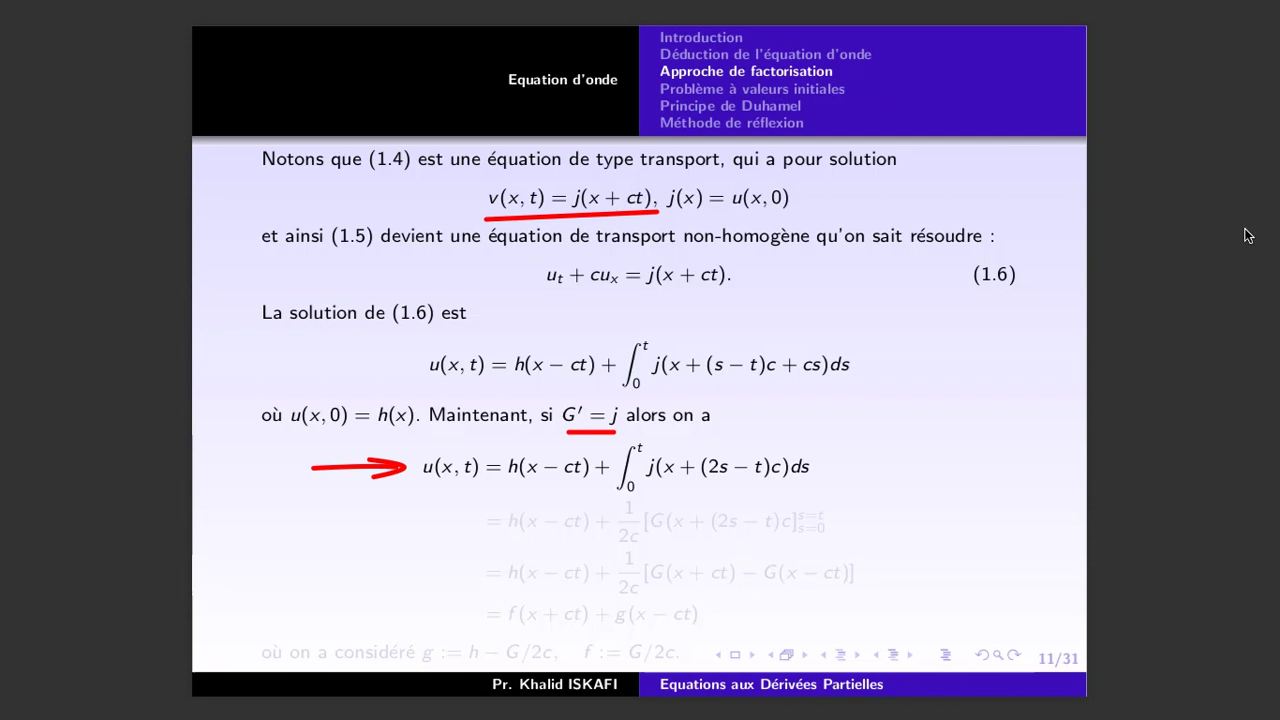 Equation d'onde
Introduction
Déduction de l'équation d'onde
Approche de factorisation
Problème à valeurs initiales
Principe de Duhamel
Méthode de réflexion
Notons que (1.4) est une équation de type transport, qui a pour solution
v(x, t) = j(x + ct), j(x) = u(x, 0)
et ainsi (1.5) devient une équation de transport non-homogène qu'on sait résoudre :
u_t + cu_x = j(x + ct). (1.6)
La solution de (1.6) est
u(x, t) = h(x − ct) + ∫_0^t j(x + (s − t)c + cs)ds
où u(x, 0) = h(x). Maintenant, si G′ = j alors on a
u(x, t) = h(x − ct) + ∫_0^t j(x + (2s − t)c)ds
= h(x − ct) + 1/2c [G(x + (2s − t)c]_{s=0}^{s=t}
= h(x − ct) + 1/2c [G(x + ct) − G(x − ct)]
= f(x + ct) + g(x − ct)
où on a considéré g := h − G/2c, f := G/2c.
11/31
Pr. Khalid ISKAFI
Equations aux Dérivées Partielles